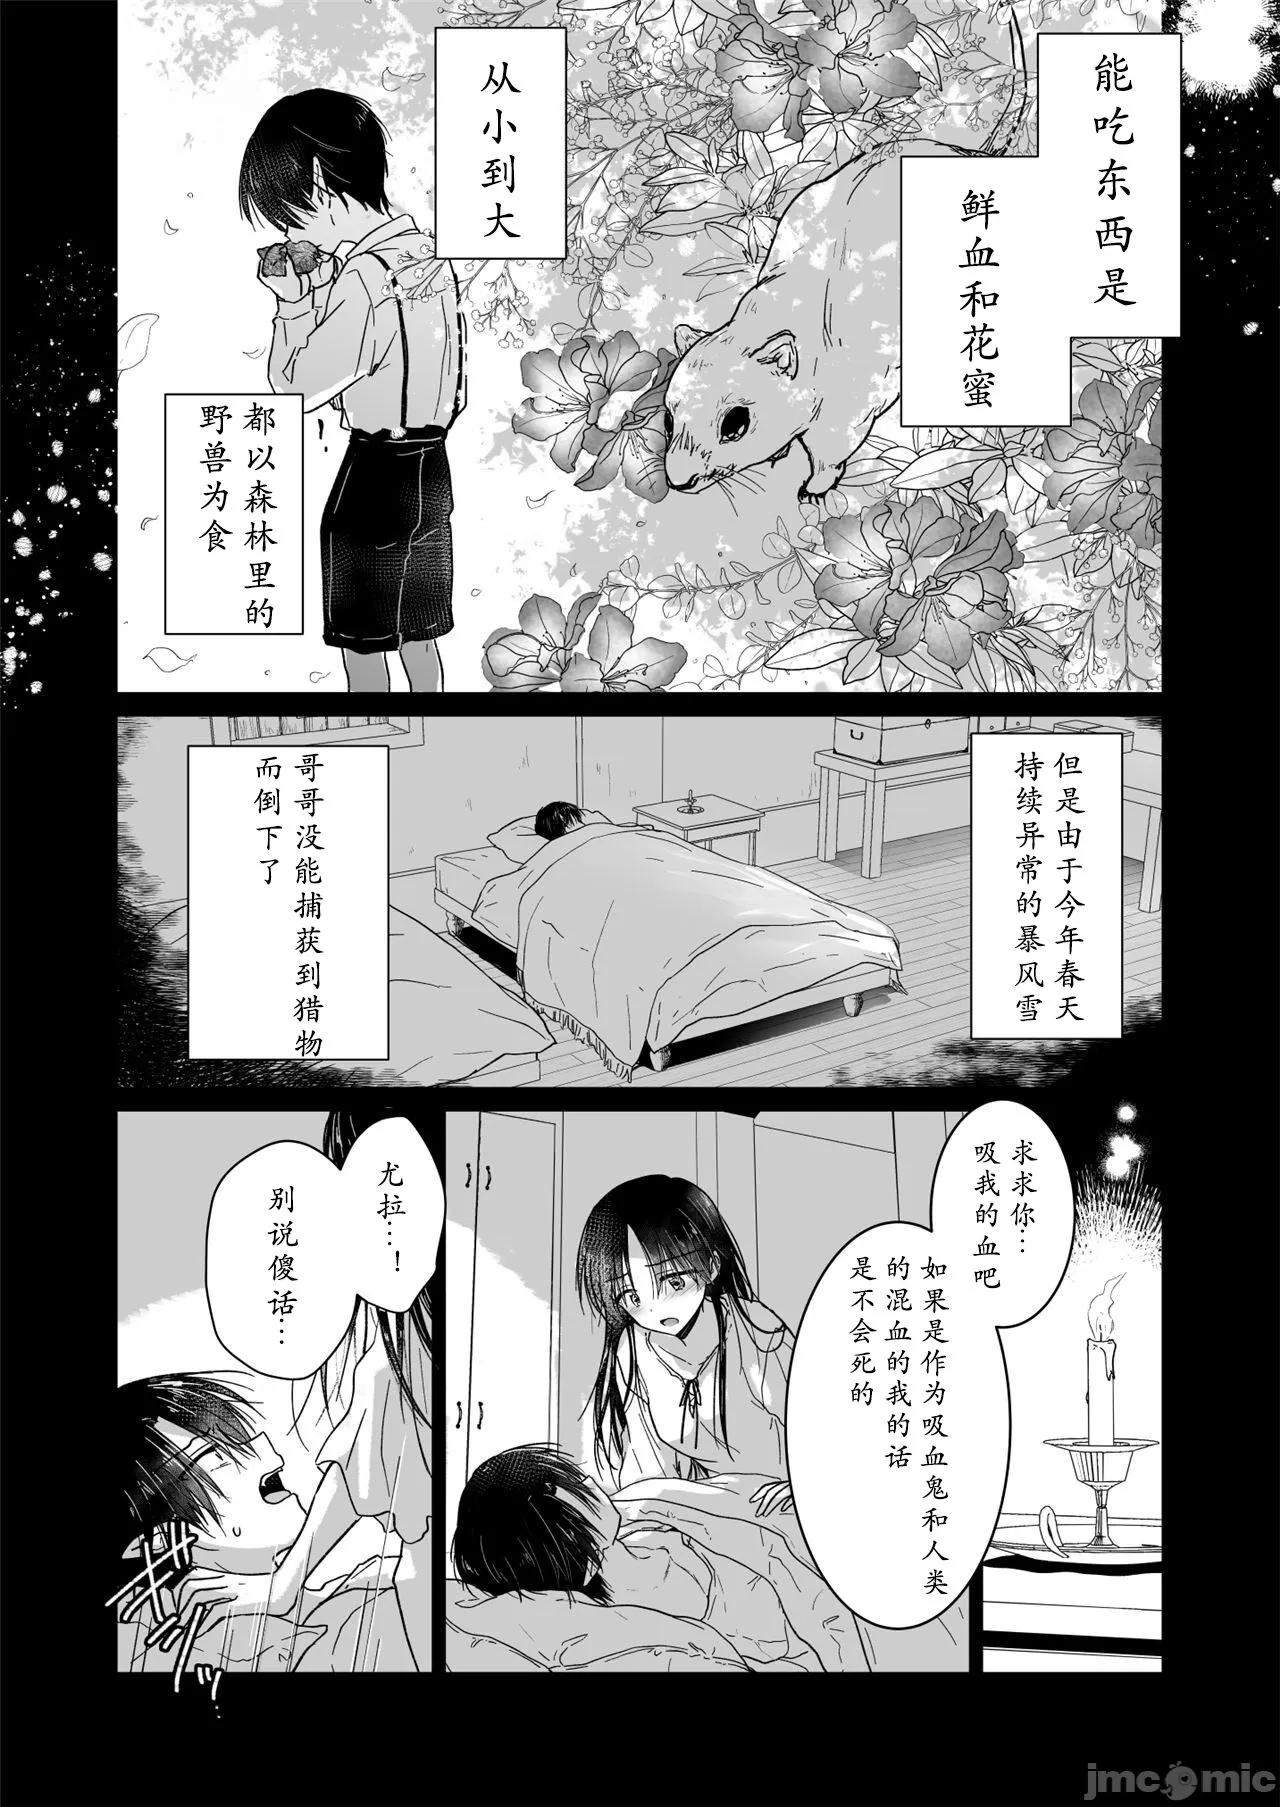 能吃东西是
鲜血和花蜜
从小到大
都以森林里的
野兽为食
但是由于今年春天
持续异常的暴风雪
哥哥没能捕获到猎物
而倒下了
求求你…
吸我的血吧
如果是作为吸血鬼和人类
的混血的我的话
是不会死的
尤拉…!
别说傻话…
ギギッ
jmcomic